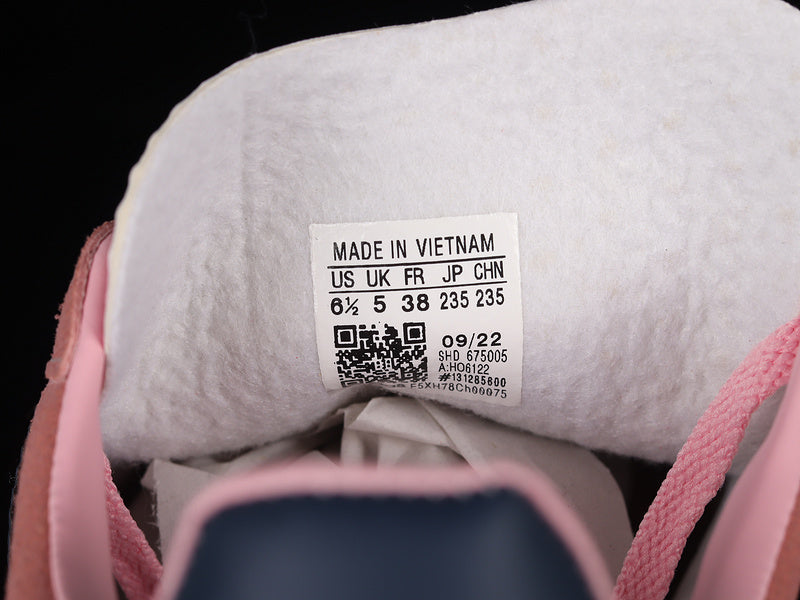 MADE IN VIETNAM
US UK FR JP CHN
6½ 5 38 235 235
09/22
SHD 675005
A:HO6122
#131285600
F5XH78Ch00075